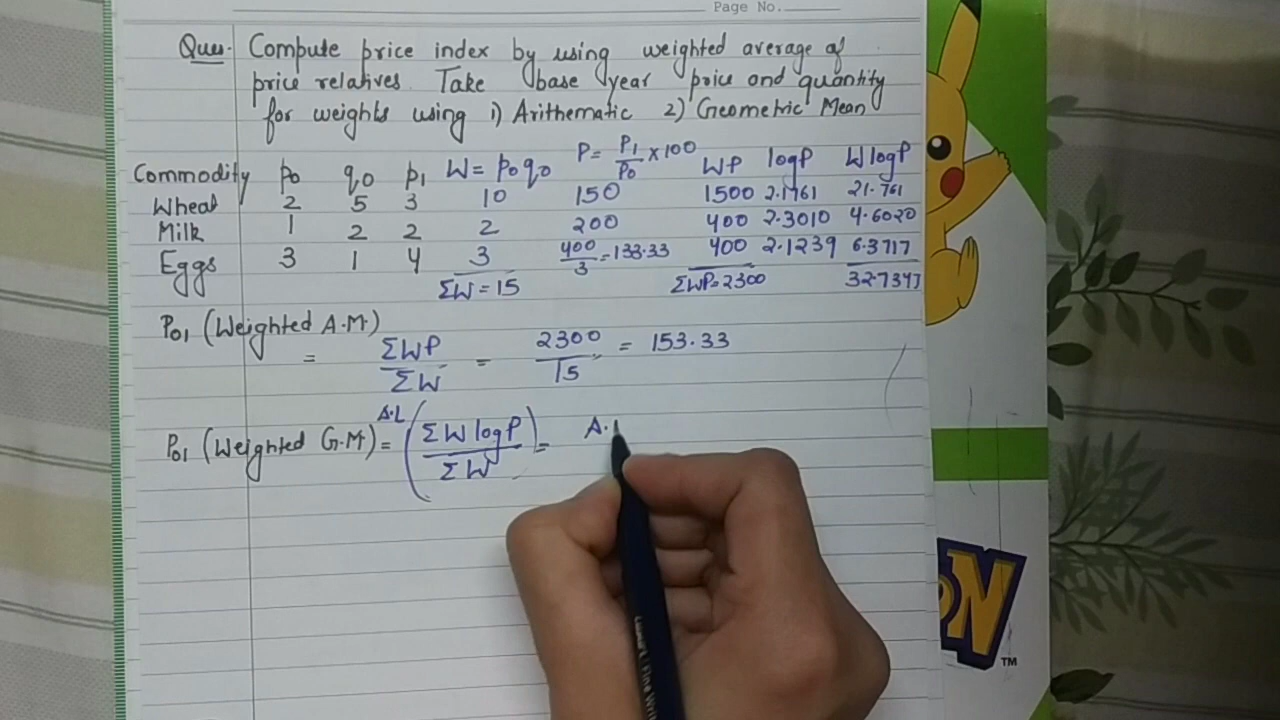 Page No.
Ques. Compute price index by using weighted average of
price relatives. Take base year price and quantity
for weights using 1) Arithematic 2) Geometric Mean
Commodity p0 q0 p1 W = p0q0 P = P1/P0 × 100 WP logP W logP
Wheat 2 5 3 10 150 1500 2.1761 21.761
Milk 1 2 2 2 200 400 2.3010 4.6020
Eggs 3 1 4 3 400/3 = 133.33 400 2.1239 6.3717
ΣW = 15 ΣWP = 2300 32.7347
P01 (Weighted A.M.)
= ΣWP/ΣW = 2300/15 = 153.33
P01 (Weighted G.M) = A.L (ΣW logP/ΣW) = A.
ON
TM